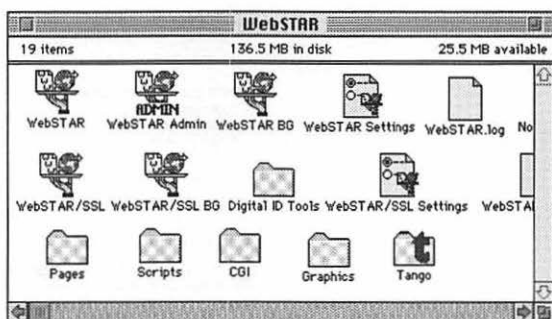 WebSTAR
19 items 136.5 MB in disk 25.5 MB available
ADMIN
WebSTAR WebSTAR Admin WebSTAR BG WebSTAR Settings WebSTAR.log No
WebSTAR/SSL WebSTAR/SSL BG Digital ID Tools WebSTAR/SSL Settings WebSTA
Pages Scripts CGI Graphics Tango